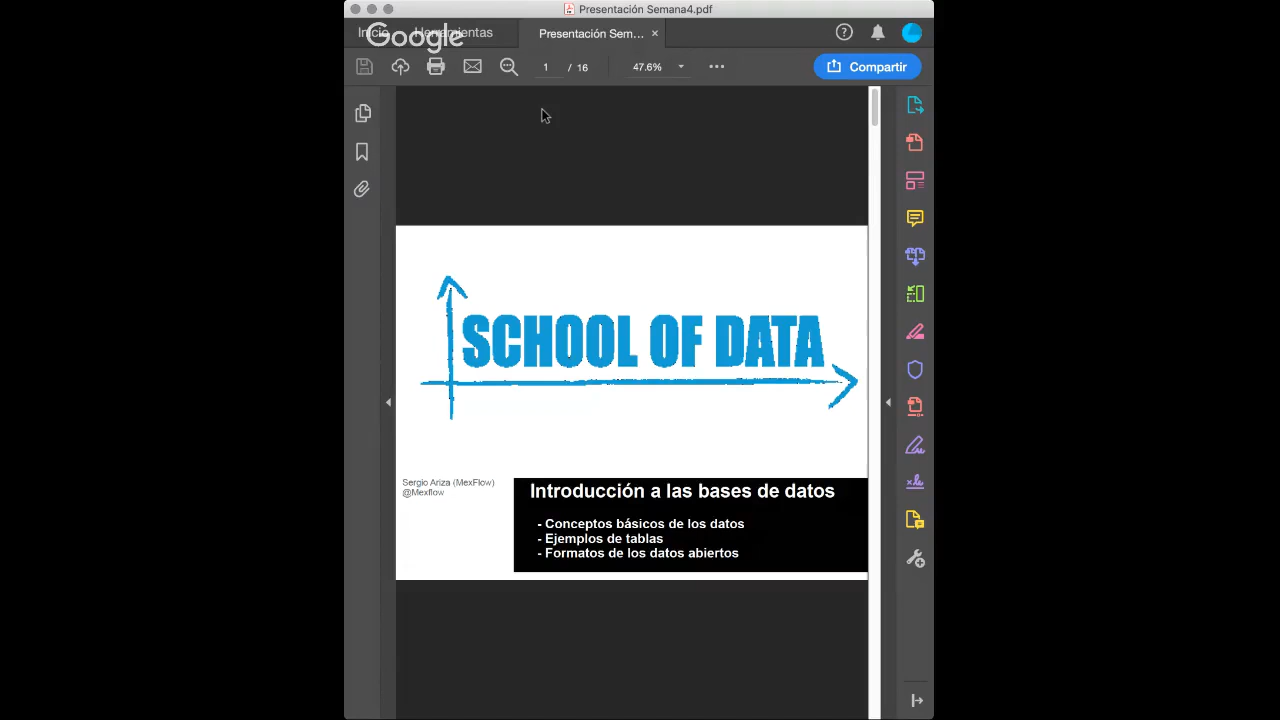 Presentación Semana4.pdf
Inicio
Herramientas
Presentación Sem... ×
Google
1 / 16
47.6%
Compartir
SCHOOL OF DATA
Sergio Ariza (MexFlow)
@Mexflow
Introducción a las bases de datos
- Conceptos básicos de los datos
- Ejemplos de tablas
- Formatos de los datos abiertos